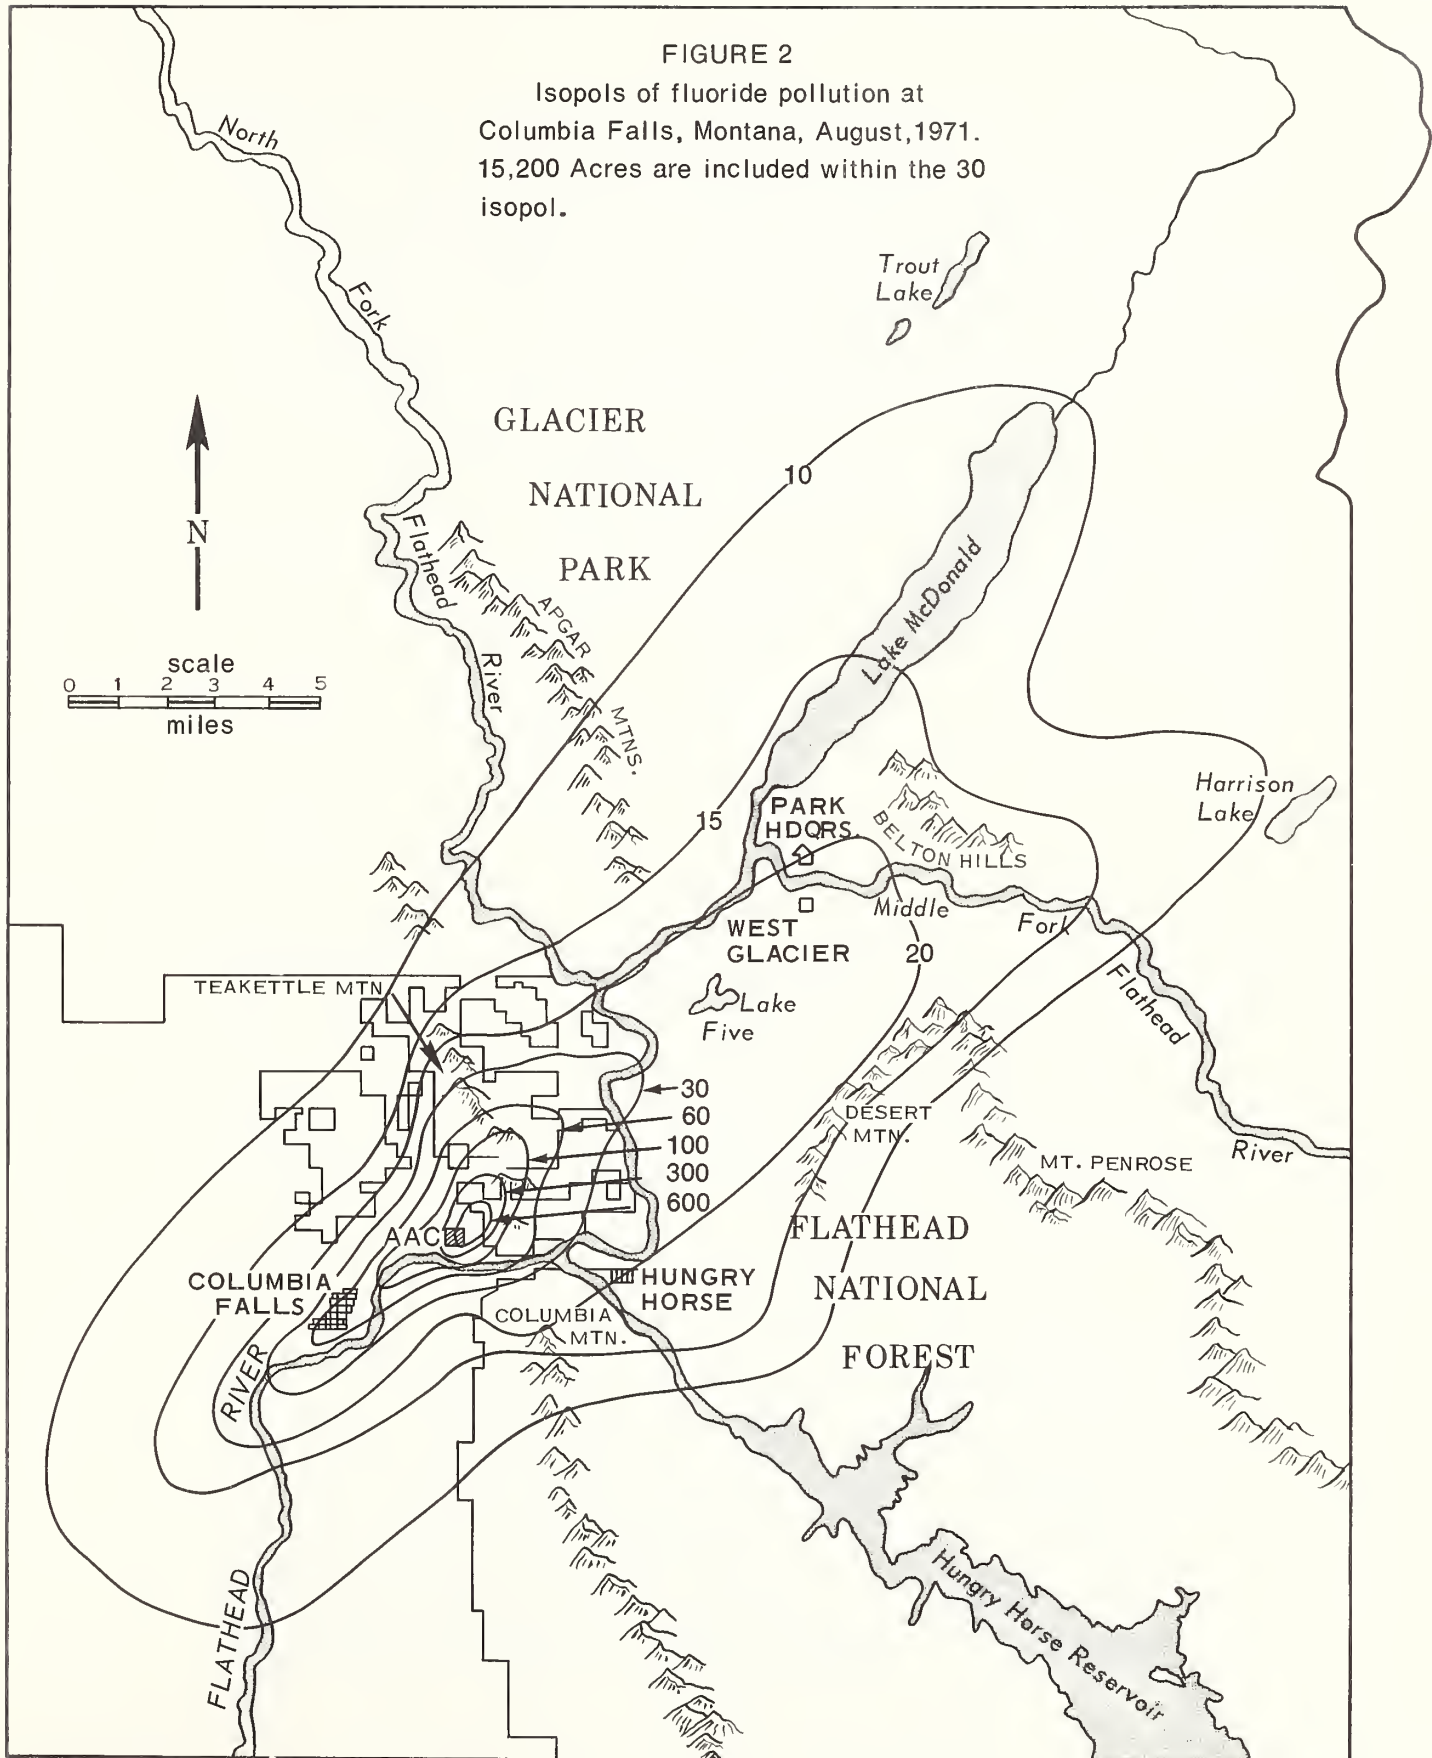 FIGURE 2
Isopols of fluoride pollution at
Columbia Falls, Montana, August,1971.
15,200 Acres are included within the 30
isopol.
North
Fork
Flathead
River
Trout
Lake
GLACIER
NATIONAL
PARK
N
scale
0 1 2 3 4 5
miles
APGAR
MTNS.
10
Lake McDonald
15
PARK
HDQRS.
BELTON HILLS
Harrison
Lake
WEST
GLACIER
Middle
Fork
Flathead
River
20
Lake
Five
TEAKETTLE MTN
30
60
100
300
600
DESERT
MTN.
MT. PENROSE
AAC
COLUMBIA
FALLS
HUNGRY
HORSE
COLUMBIA
MTN.
FLATHEAD
NATIONAL
FOREST
RIVER
FLATHEAD
Hungry Horse Reservoir